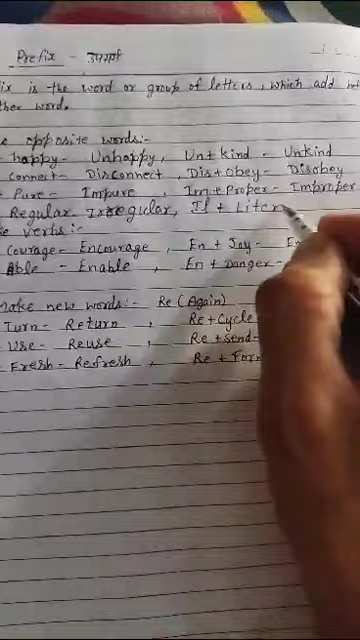 Prefix - उपसर्ग
ix is the word or group of letters, which add
ther word.
opposite words:-
happy - Unhappy, Un+kind - Unkind
connect - Disconnect, Dis+obey - Disobey
Pure - Impure, Im+Proper - Improper
Regular - Irregular, Il + Liter
se verbs:-
Courage - Encourage, En + Joy - En
Able - Enable, En + Danger -
Make new words:- Re (Again)
Turn - Return, Re+Cycle
Use - Reuse, Re+send-
Fresh - Refresh, Re + Form